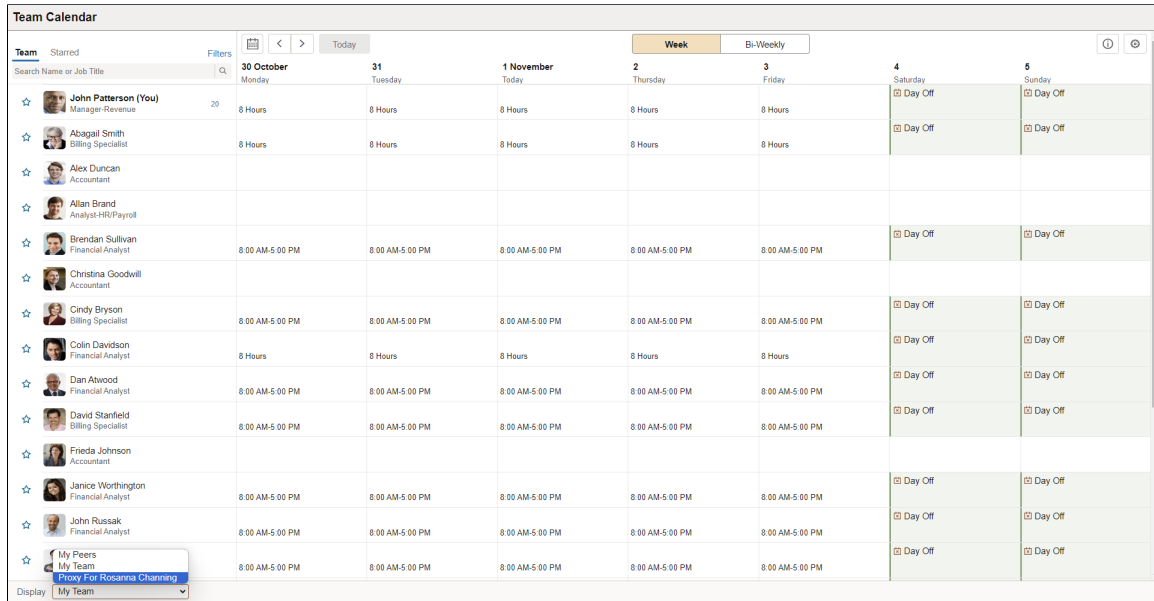 Team Calendar
Team Starred Filters
Search Name or Job Title
Today
Week Bi-Weekly
30 October 31 1 November 2 3 4 5
Monday Tuesday Today Thursday Friday Saturday Sunday
John Patterson (You)
Manager-Revenue
20
8 Hours 8 Hours 8 Hours 8 Hours 8 Hours Day Off Day Off
Abagail Smith
Billing Specialist
8 Hours 8 Hours 8 Hours 8 Hours 8 Hours Day Off Day Off
Alex Duncan
Accountant
Allan Brand
Analyst-HR/Payroll
Brendan Sullivan
Financial Analyst
8:00 AM-5:00 PM 8:00 AM-5:00 PM 8:00 AM-5:00 PM 8:00 AM-5:00 PM 8:00 AM-5:00 PM Day Off Day Off
Christina Goodwill
Accountant
Cindy Bryson
Billing Specialist
8:00 AM-5:00 PM 8:00 AM-5:00 PM 8:00 AM-5:00 PM 8:00 AM-5:00 PM 8:00 AM-5:00 PM Day Off Day Off
Colin Davidson
Financial Analyst
8 Hours 8 Hours 8 Hours 8 Hours 8 Hours Day Off Day Off
Dan Atwood
Financial Analyst
8:00 AM-5:00 PM 8:00 AM-5:00 PM 8:00 AM-5:00 PM 8:00 AM-5:00 PM 8:00 AM-5:00 PM Day Off Day Off
David Stanfield
Billing Specialist
8:00 AM-5:00 PM 8:00 AM-5:00 PM 8:00 AM-5:00 PM 8:00 AM-5:00 PM 8:00 AM-5:00 PM Day Off Day Off
Frieda Johnson
Accountant
Janice Worthington
Financial Analyst
8:00 AM-5:00 PM 8:00 AM-5:00 PM 8:00 AM-5:00 PM 8:00 AM-5:00 PM 8:00 AM-5:00 PM Day Off Day Off
John Russak
Financial Analyst
8:00 AM-5:00 PM 8:00 AM-5:00 PM 8:00 AM-5:00 PM 8:00 AM-5:00 PM 8:00 AM-5:00 PM Day Off Day Off
8:00 AM-5:00 PM 8:00 AM-5:00 PM 8:00 AM-5:00 PM 8:00 AM-5:00 PM 8:00 AM-5:00 PM Day Off Day Off
My Peers
My Team
Proxy For Rosanna Channing
Display My Team